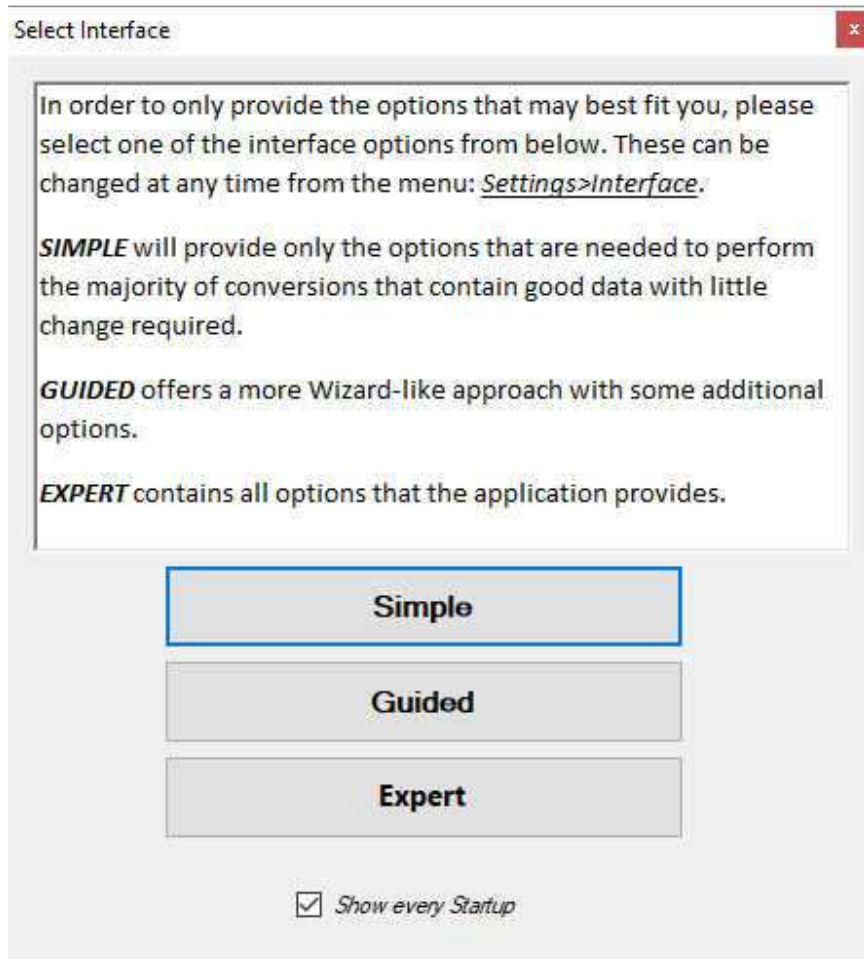 Select Interface
x
In order to only provide the options that may best fit you, please
select one of the interface options from below. These can be
changed at any time from the menu: Settings>Interface.
SIMPLE will provide only the options that are needed to perform
the majority of conversions that contain good data with little
change required.
GUIDED offers a more Wizard-like approach with some additional
options.
EXPERT contains all options that the application provides.
Simple
Guided
Expert
Show every Startup